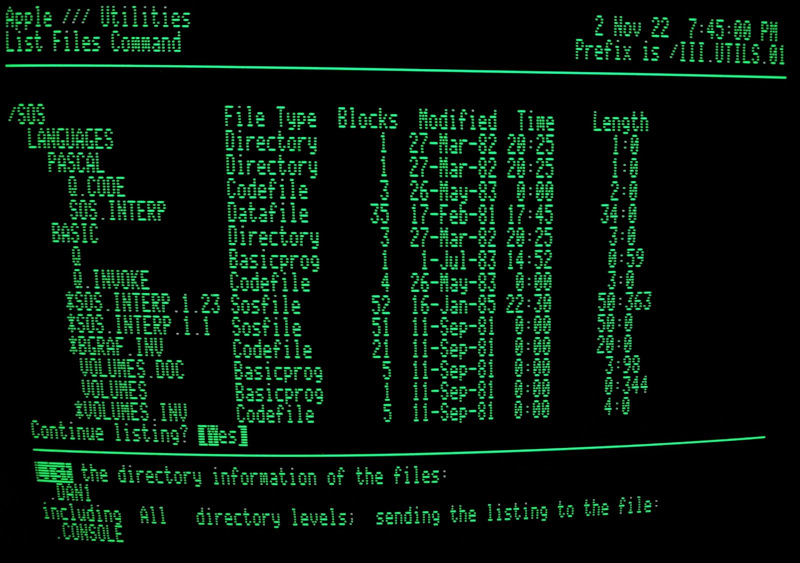 Apple /// Utilities 2 Nov 22 7:45:00 PM
List Files Command Prefix is /III.UTILS.01
/SOS File Type Blocks Modified Time Length
LANGUAGES Directory 1 27-Mar-82 20:25 1:0
PASCAL Directory 1 27-Mar-82 20:25 1:0
Q.CODE Codefile 3 26-May-83 0:00 2:0
SOS.INTERP Datafile 35 17-Feb-81 17:45 34:0
BASIC Directory 3 27-Mar-82 20:25 3:0
Q Basicprog 1 1-Jul-83 14:52 0:59
Q.INVOKE Codefile 4 26-May-83 0:00 3:0
*SOS.INTERP.1.23 Sosfile 52 16-Jan-85 22:30 50:363
*SOS.INTERP.1.1 Sosfile 51 11-Sep-81 0:00 50:0
*BGRAF.INV Codefile 21 11-Sep-81 0:00 20:0
VOLUMES.DOC Basicprog 5 11-Sep-81 0:00 3:98
VOLUMES Basicprog 1 11-Sep-81 0:00 0:344
*VOLUMES.INV Codefile 5 11-Sep-81 0:00 4:0
Continue listing? [Yes]
the directory information of the files:
.DAN1
including All directory levels; sending the listing to the file:
.CONSOLE